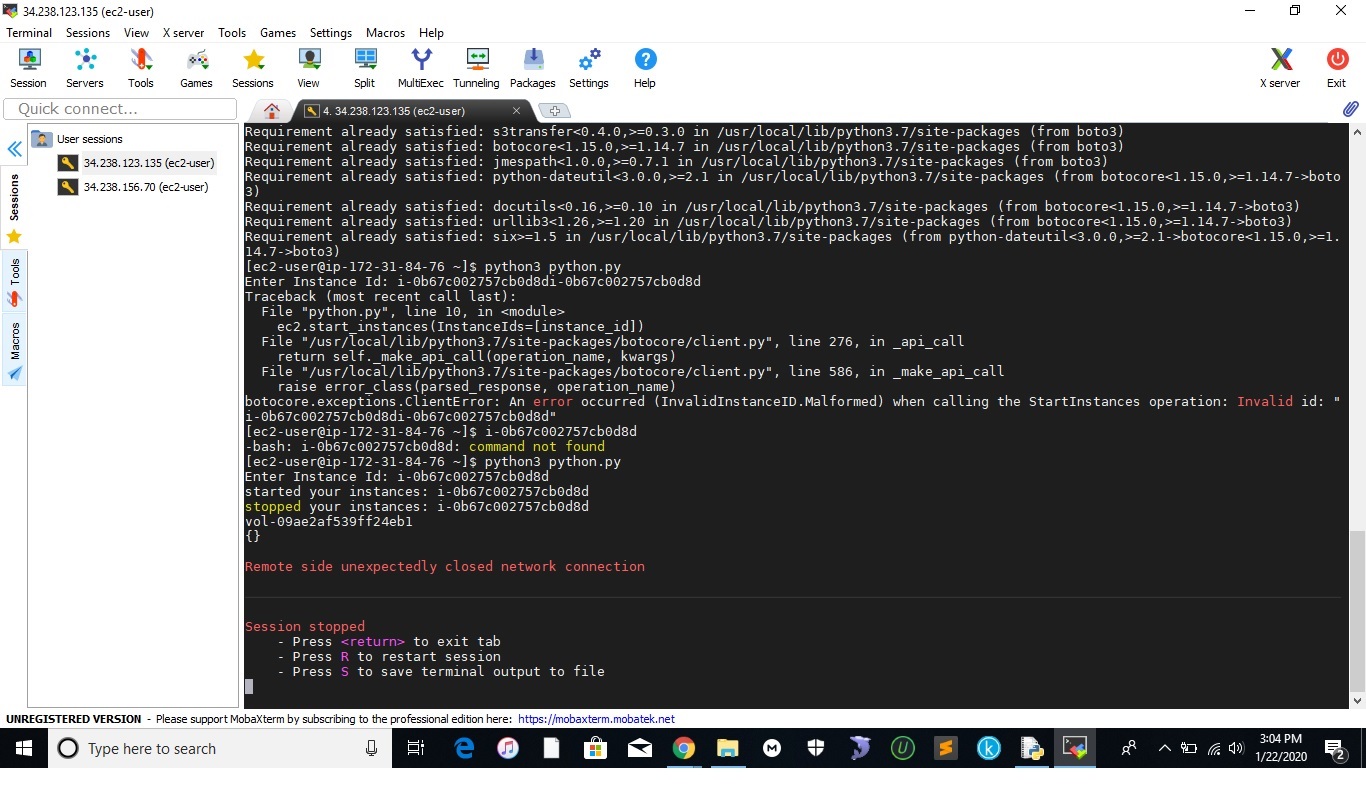 34.238.123.135 (ec2-user)
Terminal Sessions View X server Tools Games Settings Macros Help
Session Servers Tools Games Sessions View Split MultiExec Tunneling Packages Settings Help X server Exit
Quick connect...
4. 34.238.123.135 (ec2-user)
User sessions
34.238.123.135 (ec2-user)
34.238.156.70 (ec2-user)
Sessions
Tools
Macros
Requirement already satisfied: s3transfer<0.4.0,>=0.3.0 in /usr/local/lib/python3.7/site-packages (from boto3)
Requirement already satisfied: botocore<1.15.0,>=1.14.7 in /usr/local/lib/python3.7/site-packages (from boto3)
Requirement already satisfied: jmespath<1.0.0,>=0.7.1 in /usr/local/lib/python3.7/site-packages (from boto3)
Requirement already satisfied: python-dateutil<3.0.0,>=2.1 in /usr/local/lib/python3.7/site-packages (from botocore<1.15.0,>=1.14.7->boto
3)
Requirement already satisfied: docutils<0.16,>=0.10 in /usr/local/lib/python3.7/site-packages (from botocore<1.15.0,>=1.14.7->boto3)
Requirement already satisfied: urllib3<1.26,>=1.20 in /usr/local/lib/python3.7/site-packages (from botocore<1.15.0,>=1.14.7->boto3)
Requirement already satisfied: six>=1.5 in /usr/local/lib/python3.7/site-packages (from python-dateutil<3.0.0,>=2.1->botocore<1.15.0,>=1.
14.7->boto3)
[ec2-user@ip-172-31-84-76 ~]$ python3 python.py
Enter Instance Id: i-0b67c002757cb0d8di-0b67c002757cb0d8d
Traceback (most recent call last):
File "python.py", line 10, in <module>
ec2.start_instances(InstanceIds=[instance_id])
File "/usr/local/lib/python3.7/site-packages/botocore/client.py", line 276, in _api_call
return self._make_api_call(operation_name, kwargs)
File "/usr/local/lib/python3.7/site-packages/botocore/client.py", line 586, in _make_api_call
raise error_class(parsed_response, operation_name)
botocore.exceptions.ClientError: An error occurred (InvalidInstanceID.Malformed) when calling the StartInstances operation: Invalid id: "
i-0b67c002757cb0d8di-0b67c002757cb0d8d"
[ec2-user@ip-172-31-84-76 ~]$ i-0b67c002757cb0d8d
-bash: i-0b67c002757cb0d8d: command not found
[ec2-user@ip-172-31-84-76 ~]$ python3 python.py
Enter Instance Id: i-0b67c002757cb0d8d
started your instances: i-0b67c002757cb0d8d
stopped your instances: i-0b67c002757cb0d8d
vol-09ae2af539ff24eb1
{}
Remote side unexpectedly closed network connection
Session stopped
- Press <return> to exit tab
- Press R to restart session
- Press S to save terminal output to file
UNREGISTERED VERSION - Please support MobaXterm by subscribing to the professional edition here: https://mobaxterm.mobatek.net
Type here to search
3:04 PM
1/22/2020
2